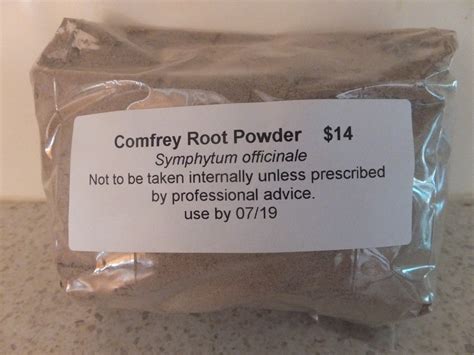 Comfrey Root Powder $14
Symphytum officinale
Not to be taken internally unless prescribed
by professional advice.
use by 07/19